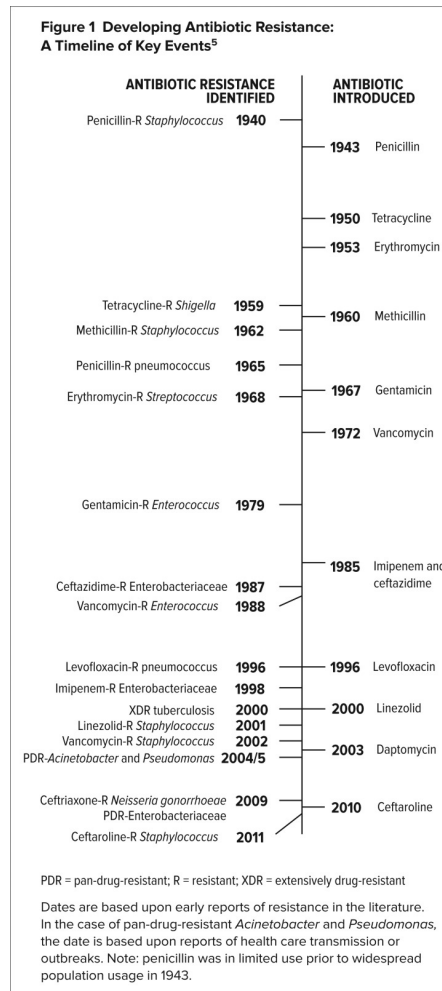 Figure 1 Developing Antibiotic Resistance:
A Timeline of Key Events5
ANTIBIOTIC RESISTANCE
IDENTIFIED
ANTIBIOTIC
INTRODUCED
Penicillin-R Staphylococcus 1940
1943 Penicillin
1950 Tetracycline
1953 Erythromycin
Tetracycline-R Shigella 1959
1960 Methicillin
Methicillin-R Staphylococcus 1962
Penicillin-R pneumococcus 1965
1967 Gentamicin
Erythromycin-R Streptococcus 1968
1972 Vancomycin
Gentamicin-R Enterococcus 1979
1985 Imipenem and
ceftazidime
Ceftazidime-R Enterobacteriaceae 1987
Vancomycin-R Enterococcus 1988
Levofloxacin-R pneumococcus 1996
1996 Levofloxacin
Imipenem-R Enterobacteriaceae 1998
XDR tuberculosis 2000
2000 Linezolid
Linezolid-R Staphylococcus 2001
Vancomycin-R Staphylococcus 2002
2003 Daptomycin
PDR-Acinetobacter and Pseudomonas 2004/5
Ceftriaxone-R Neisseria gonorrhoeae 2009
PDR-Enterobacteriaceae
2010 Ceftaroline
Ceftaroline-R Staphylococcus 2011
PDR = pan-drug-resistant; R = resistant; XDR = extensively drug-resistant
Dates are based upon early reports of resistance in the literature.
In the case of pan-drug-resistant Acinetobacter and Pseudomonas,
the date is based upon reports of health care transmission or
outbreaks. Note: penicillin was in limited use prior to widespread
population usage in 1943.